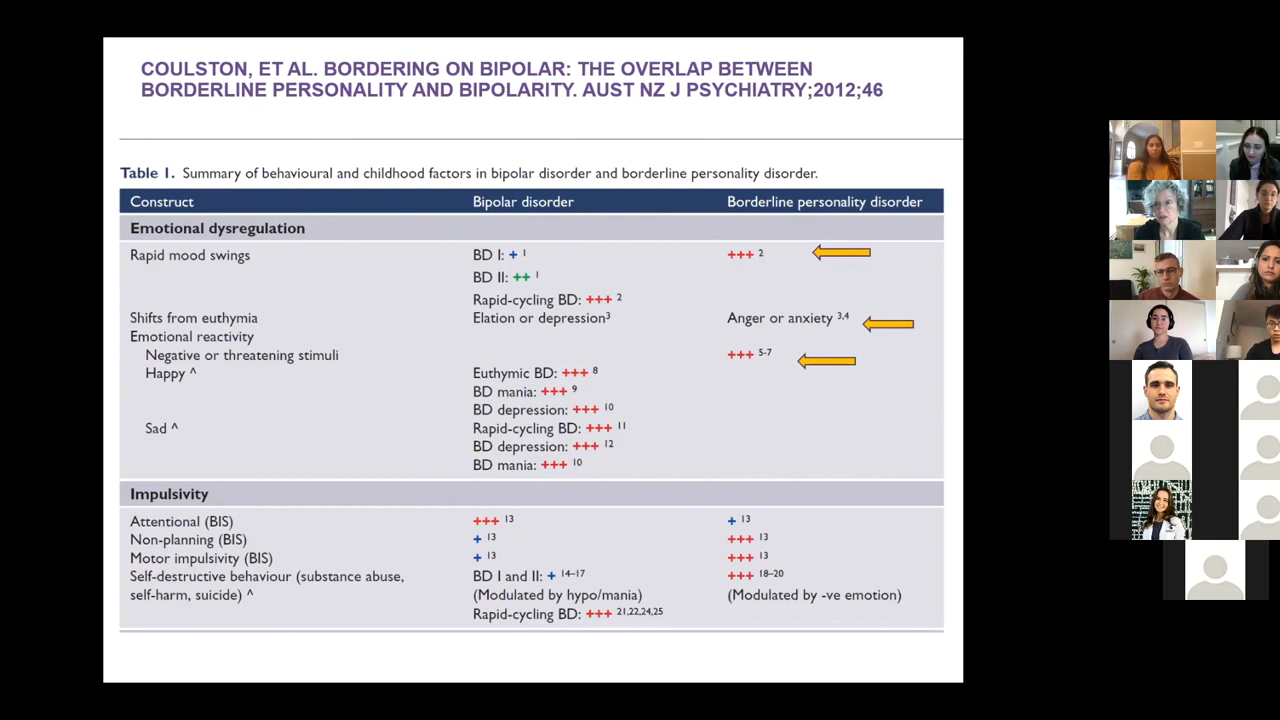 COULSTON, ET AL. BORDERING ON BIPOLAR: THE OVERLAP BETWEEN
BORDERLINE PERSONALITY AND BIPOLARITY. AUST NZ J PSYCHIATRY;2012;46
Table 1. Summary of behavioural and childhood factors in bipolar disorder and borderline personality disorder.
Construct Bipolar disorder Borderline personality disorder
Emotional dysregulation
Rapid mood swings BD I: + 1 +++ 2
BD II: ++ 1
Rapid-cycling BD: +++ 2
Shifts from euthymia Elation or depression3 Anger or anxiety 3,4
Emotional reactivity
Negative or threatening stimuli +++ 5-7
Happy ^ Euthymic BD: +++ 8
BD mania: +++ 9
BD depression: +++ 10
Sad ^ Rapid-cycling BD: +++ 11
BD depression: +++ 12
BD mania: +++ 10
Impulsivity
Attentional (BIS) +++ 13 + 13
Non-planning (BIS) + 13 +++ 13
Motor impulsivity (BIS) + 13 +++ 13
Self-destructive behaviour (substance abuse, BD I and II: + 14–17 +++ 18–20
self-harm, suicide) ^ (Modulated by hypo/mania) (Modulated by -ve emotion)
Rapid-cycling BD: +++ 21,22,24,25